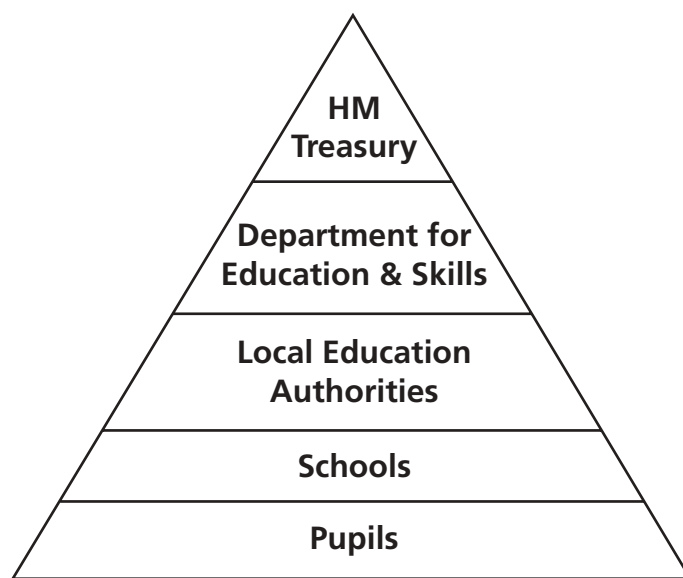 HM
Treasury
Department for
Education & Skills
Local Education
Authorities
Schools
Pupils